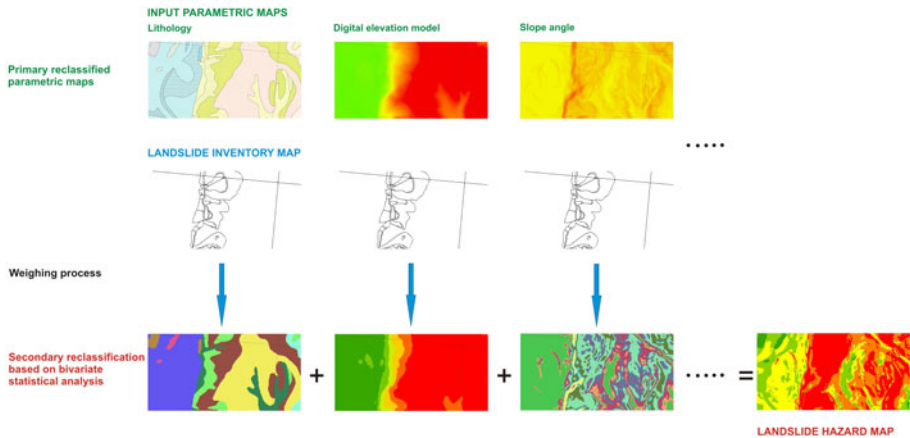 INPUT PARAMETRIC MAPS
Lithology
Digital elevation model
Slope angle
Primary reclassified
parametric maps
.....
LANDSLIDE INVENTORY MAP
Weighing process
Secondary reclassification
based on bivariate
statistical analysis
+
+
.....
=
LANDSLIDE HAZARD MAP